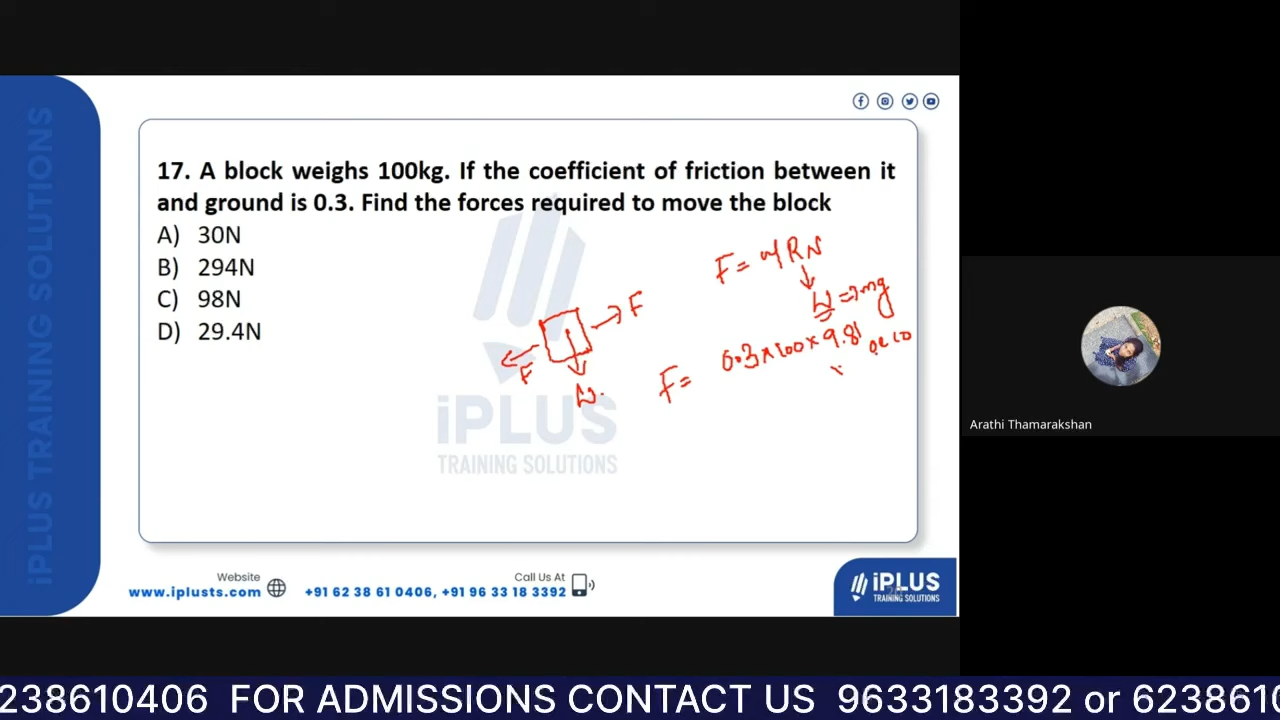 17. A block weighs 100kg. If the coefficient of friction between it
and ground is 0.3. Find the forces required to move the block
A) 30N
B) 294N
C) 98N
D) 29.4N
F = μRN
W => mg
F = 0.3 × 100 × 9.81 or 10
F
F
W.
iPLUS
TRAINING SOLUTIONS
iPLUS TRAINING SOLUTIONS
Arathi Thamarakshan
Website
www.iplusts.com
Call Us At
+91 62 38 61 0406, +91 96 33 18 3392
iPLUS
TRAINING SOLUTIONS
238610406 FOR ADMISSIONS CONTACT US 9633183392 or 623861